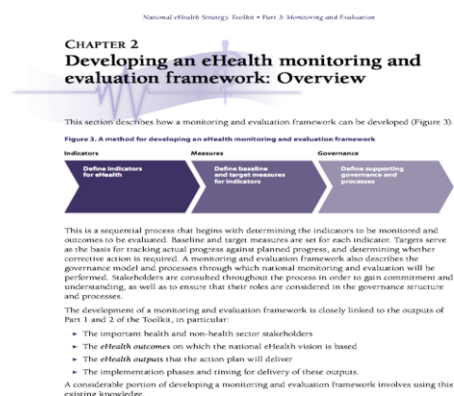 National eHealth Strategy Toolkit • Part 3: Monitoring and Evaluation
CHAPTER 2
Developing an eHealth monitoring and
evaluation framework: Overview
This section describes how a monitoring and evaluation framework can be developed (Figure 3).
Figure 3. A method for developing an eHealth monitoring and evaluation framework
Indicators Measures Governance
Define indicators
for eHealth
Define baseline
and target measures
for indicators
Define supporting
governance and
processes
This is a sequential process that begins with determining the indicators to be monitored and
outcomes to be evaluated. Baseline and target measures are set for each indicator. Targets serve
as the basis for tracking actual progress against planned progress, and determining whether
corrective action is required. A monitoring and evaluation framework also describes the
governance model and processes through which national monitoring and evaluation will be
performed. Stakeholders are consulted throughout the process in order to gain commitment and
understanding, as well as to ensure that their roles are considered in the governance structure
and processes.
The development of a monitoring and evaluation framework is closely linked to the outputs of
Part 1 and 2 of the Toolkit, in particular:
► The important health and non-health sector stakeholders
► The eHealth outcomes on which the national eHealth vision is based
► The eHealth outputs that the action plan will deliver
► The implementation phases and timing for delivery of these outputs.
A considerable portion of developing a monitoring and evaluation framework involves using this
existing knowledge.